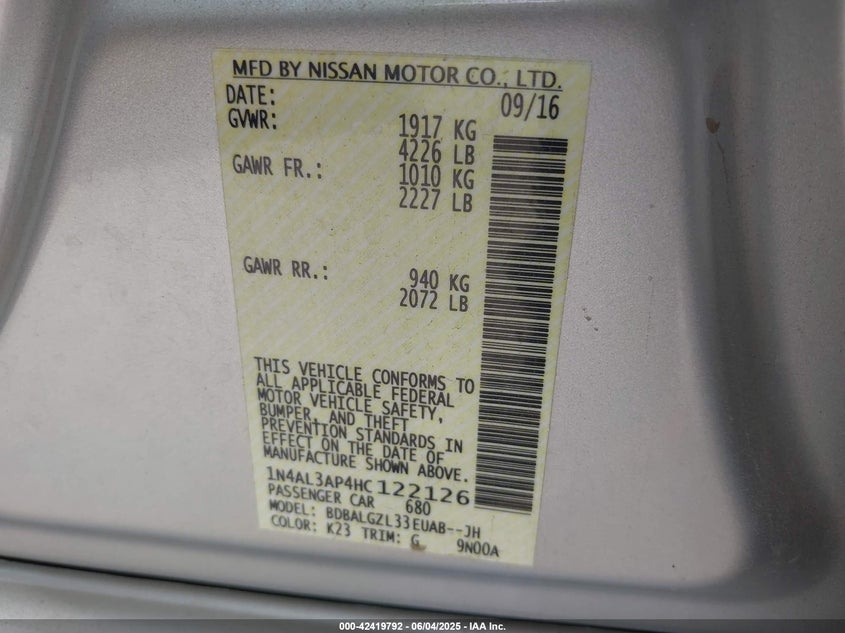 MFD BY NISSAN MOTOR CO., LTD.
DATE: 09/16
GVWR: 1917 KG
4226 LB
GAWR FR.: 1010 KG
2227 LB
GAWR RR.: 940 KG
2072 LB
THIS VEHICLE CONFORMS TO
ALL APPLICABLE FEDERAL
MOTOR VEHICLE SAFETY,
BUMPER, AND THEFT
PREVENTION STANDARDS IN
EFFECT ON THE DATE OF
MANUFACTURE SHOWN ABOVE.
1N4AL3AP4HC122126
PASSENGER CAR 680
MODEL: BDBALGZL33EUAB--JH
COLOR: K23 TRIM: G 9N00A
000-42419792 - 06/04/2025 - IAA Inc.